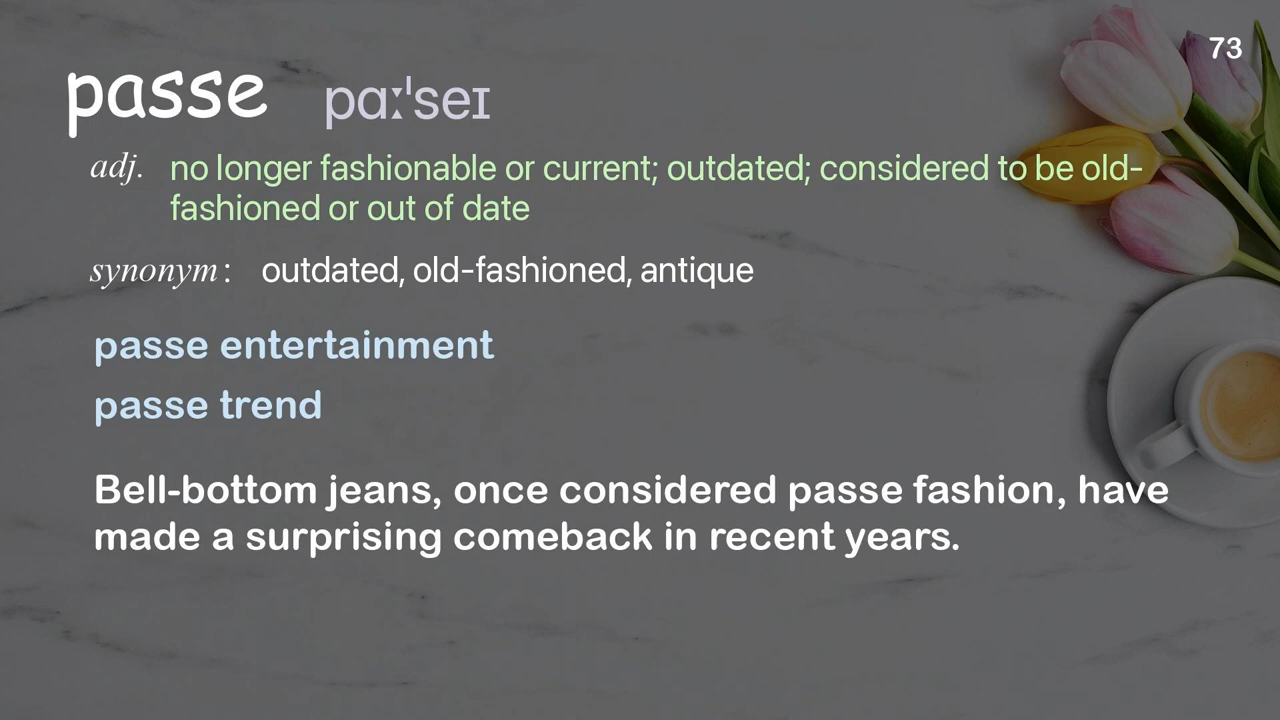 73
passe pɑːˈseɪ
adj. no longer fashionable or current; outdated; considered to be old-
fashioned or out of date
synonym: outdated, old-fashioned, antique
passe entertainment
passe trend
Bell-bottom jeans, once considered passe fashion, have
made a surprising comeback in recent years.